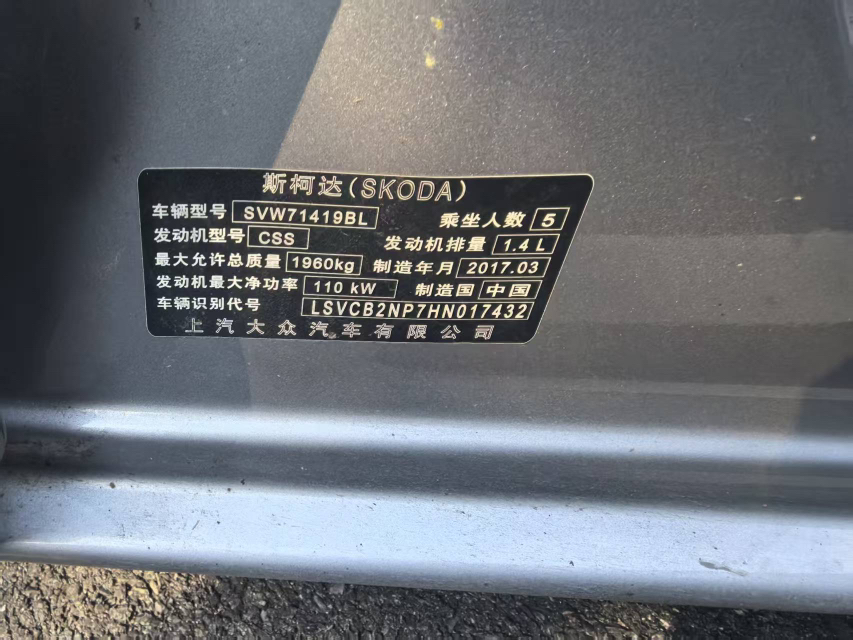 斯柯达(SKODA)
车辆型号 SVW71419BL 乘坐人数 5
发动机型号 CSS 发动机排量 1.4 L
最大允许总质量 1960kg 制造年月 2017.03
发动机最大净功率 110 kW 制造国 中国
车辆识别代号 LSVCB2NP7HN017432
上汽大众汽车有限公司